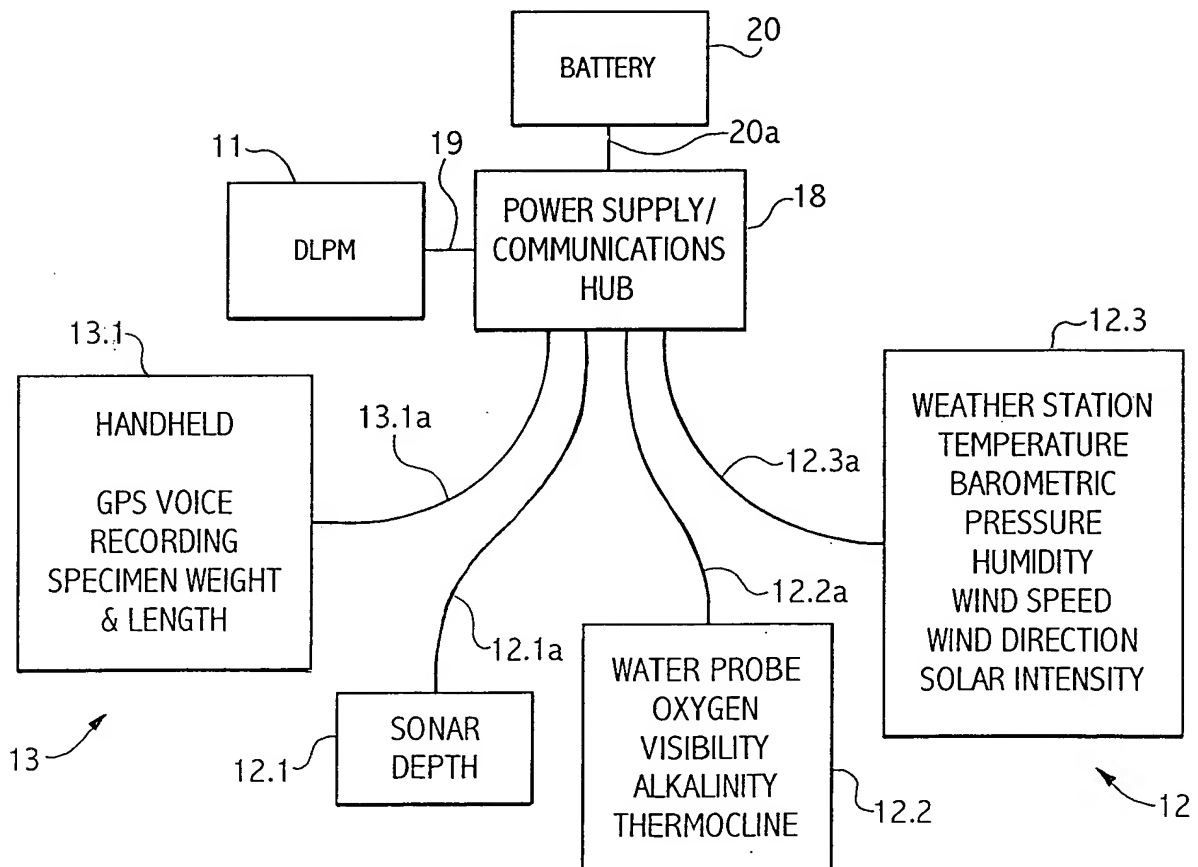 20
BATTERY
20a
11
19
18
DLPM
POWER SUPPLY/
COMMUNICATIONS
HUB
13.1
12.3
HANDHELD
GPS VOICE
RECORDING
SPECIMEN WEIGHT
& LENGTH
13.1a
12.3a
WEATHER STATION
TEMPERATURE
BAROMETRIC
PRESSURE
HUMIDITY
WIND SPEED
WIND DIRECTION
SOLAR INTENSITY
12.2a
12.1a
13
12.1
SONAR
DEPTH
WATER PROBE
OXYGEN
VISIBILITY
ALKALINITY
THERMOCLINE
12.2
12